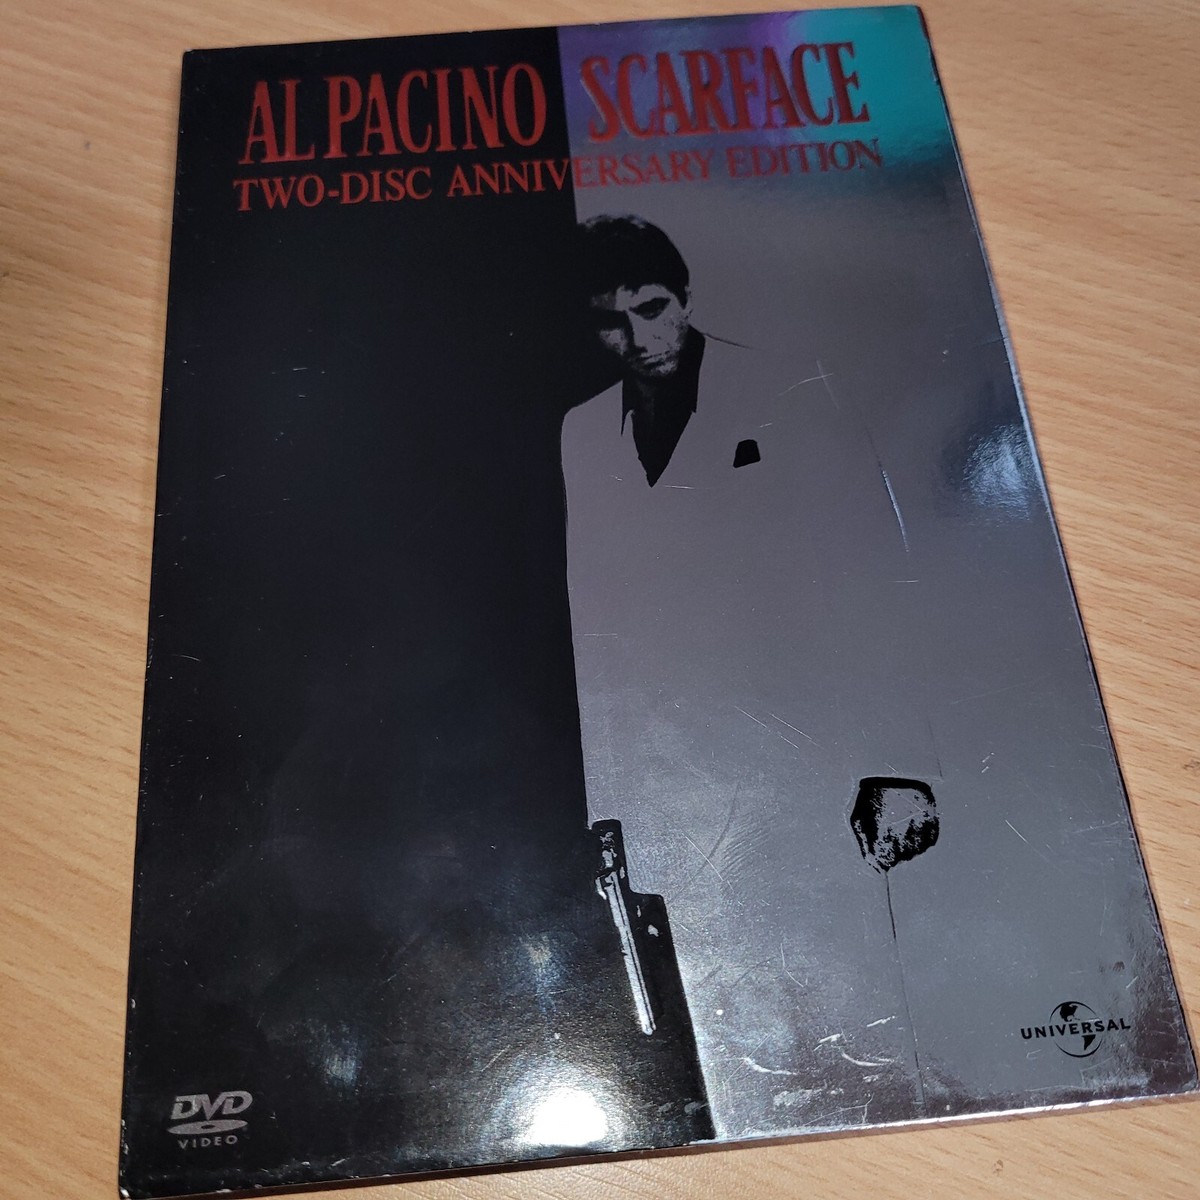 AL PACINO SCARFACE
TWO-DISC ANNIVERSARY EDITION
UNIVERSAL
DVD
VIDEO